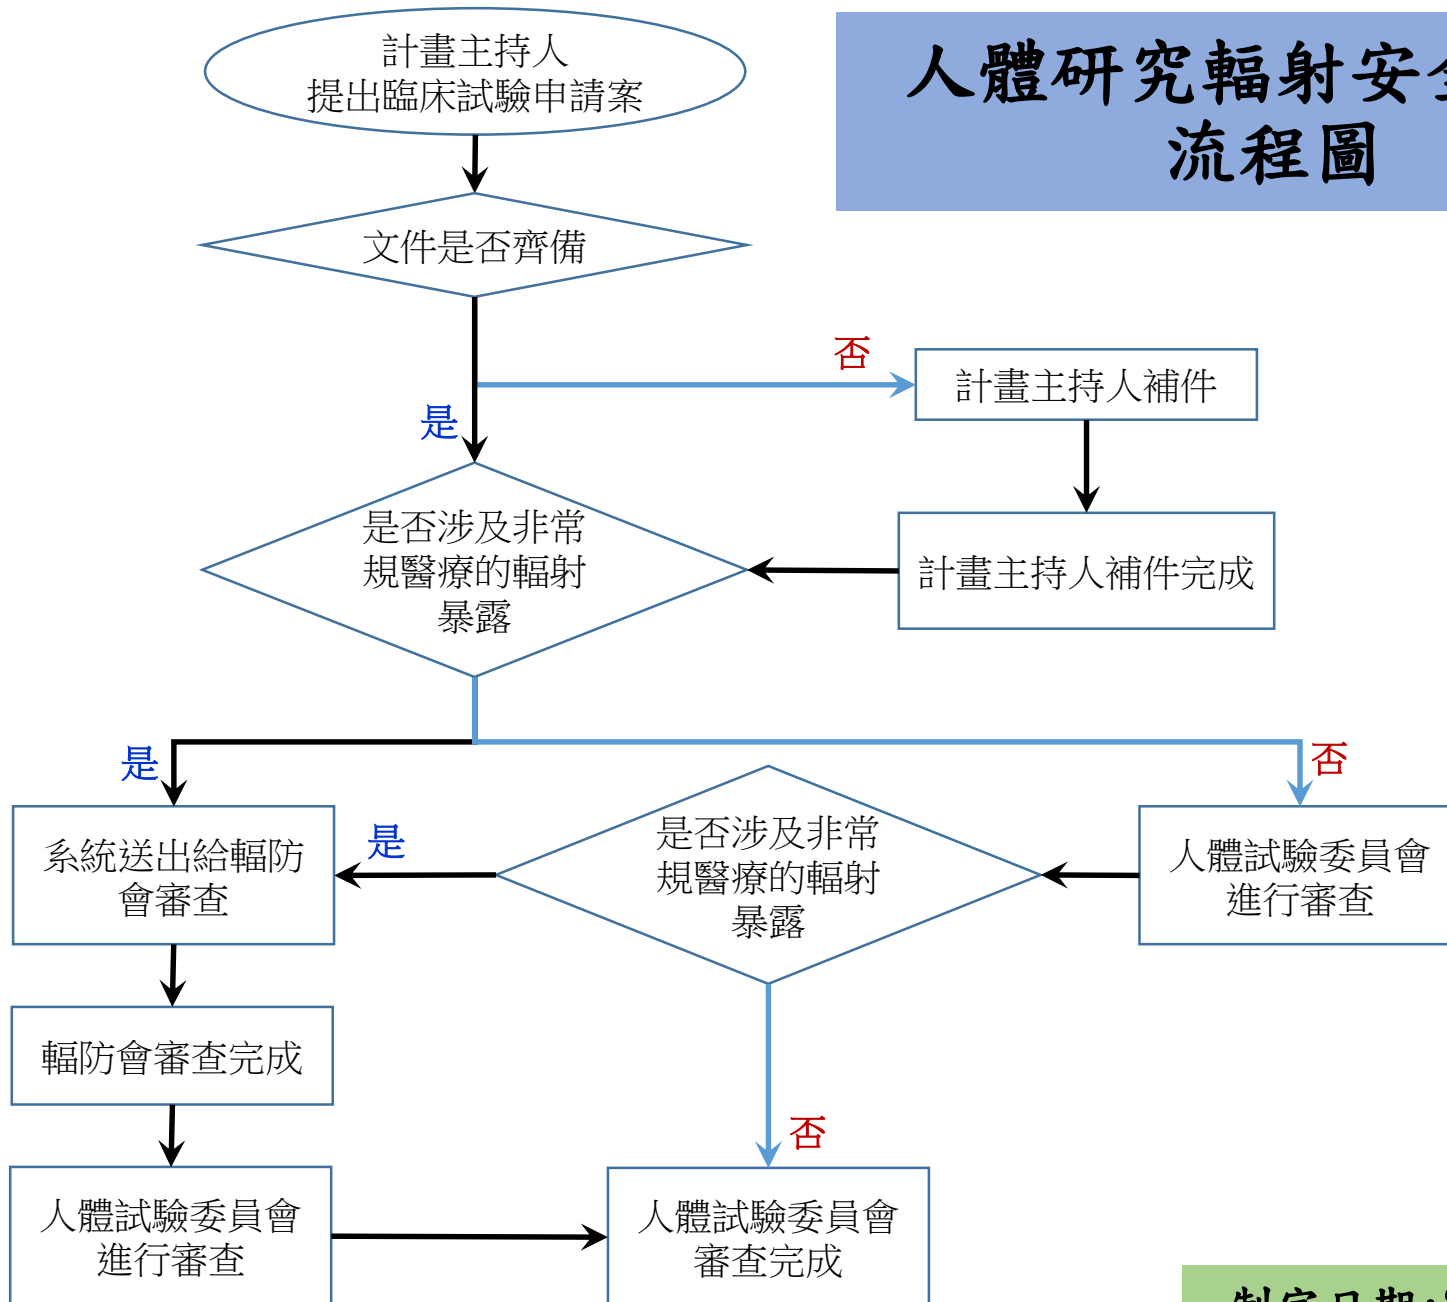 計畫主持人
提出臨床試驗申請案
人體研究輻射安全
流程圖
文件是否齊備
否
計畫主持人補件
是
是否涉及非常
規醫療的輻射
暴露
計畫主持人補件完成
是
否
系統送出給輻防
會審查
是
是否涉及非常
規醫療的輻射
暴露
人體試驗委員會
進行審查
輻防會審查完成
否
人體試驗委員會
進行審查
人體試驗委員會
審查完成
制定日期: